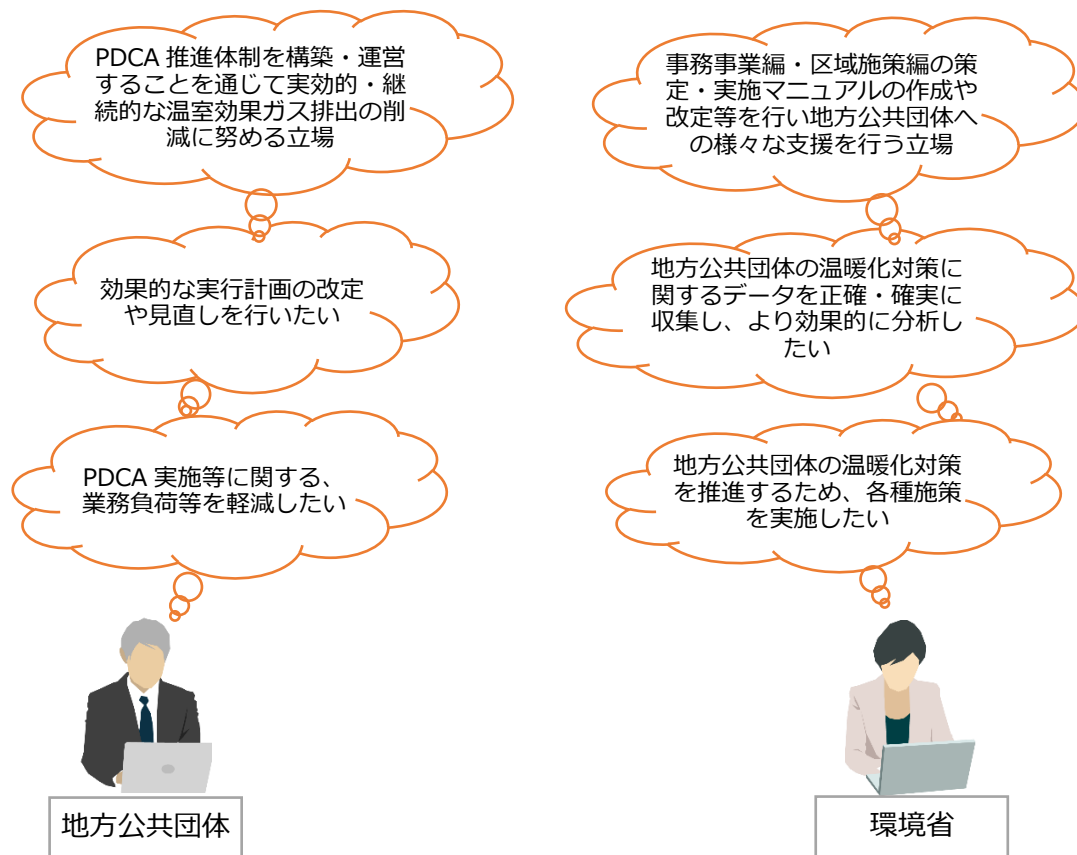 PDCA 推進体制を構築・運営
することを通じて実効的・継
続的な温室効果ガス排出の削
減に努める立場
効果的な実行計画の改定
や見直しを行いたい
PDCA 実施等に関する、
業務負荷等を軽減したい
地方公共団体
事務事業編・区域施策編の策
定・実施マニュアルの作成や
改定等を行い地方公共団体へ
の様々な支援を行う立場
地方公共団体の温暖化対策に
関するデータを正確・確実に
収集し、より効果的に分析し
たい
地方公共団体の温暖化対策
を推進するため、各種施策
を実施したい
環境省